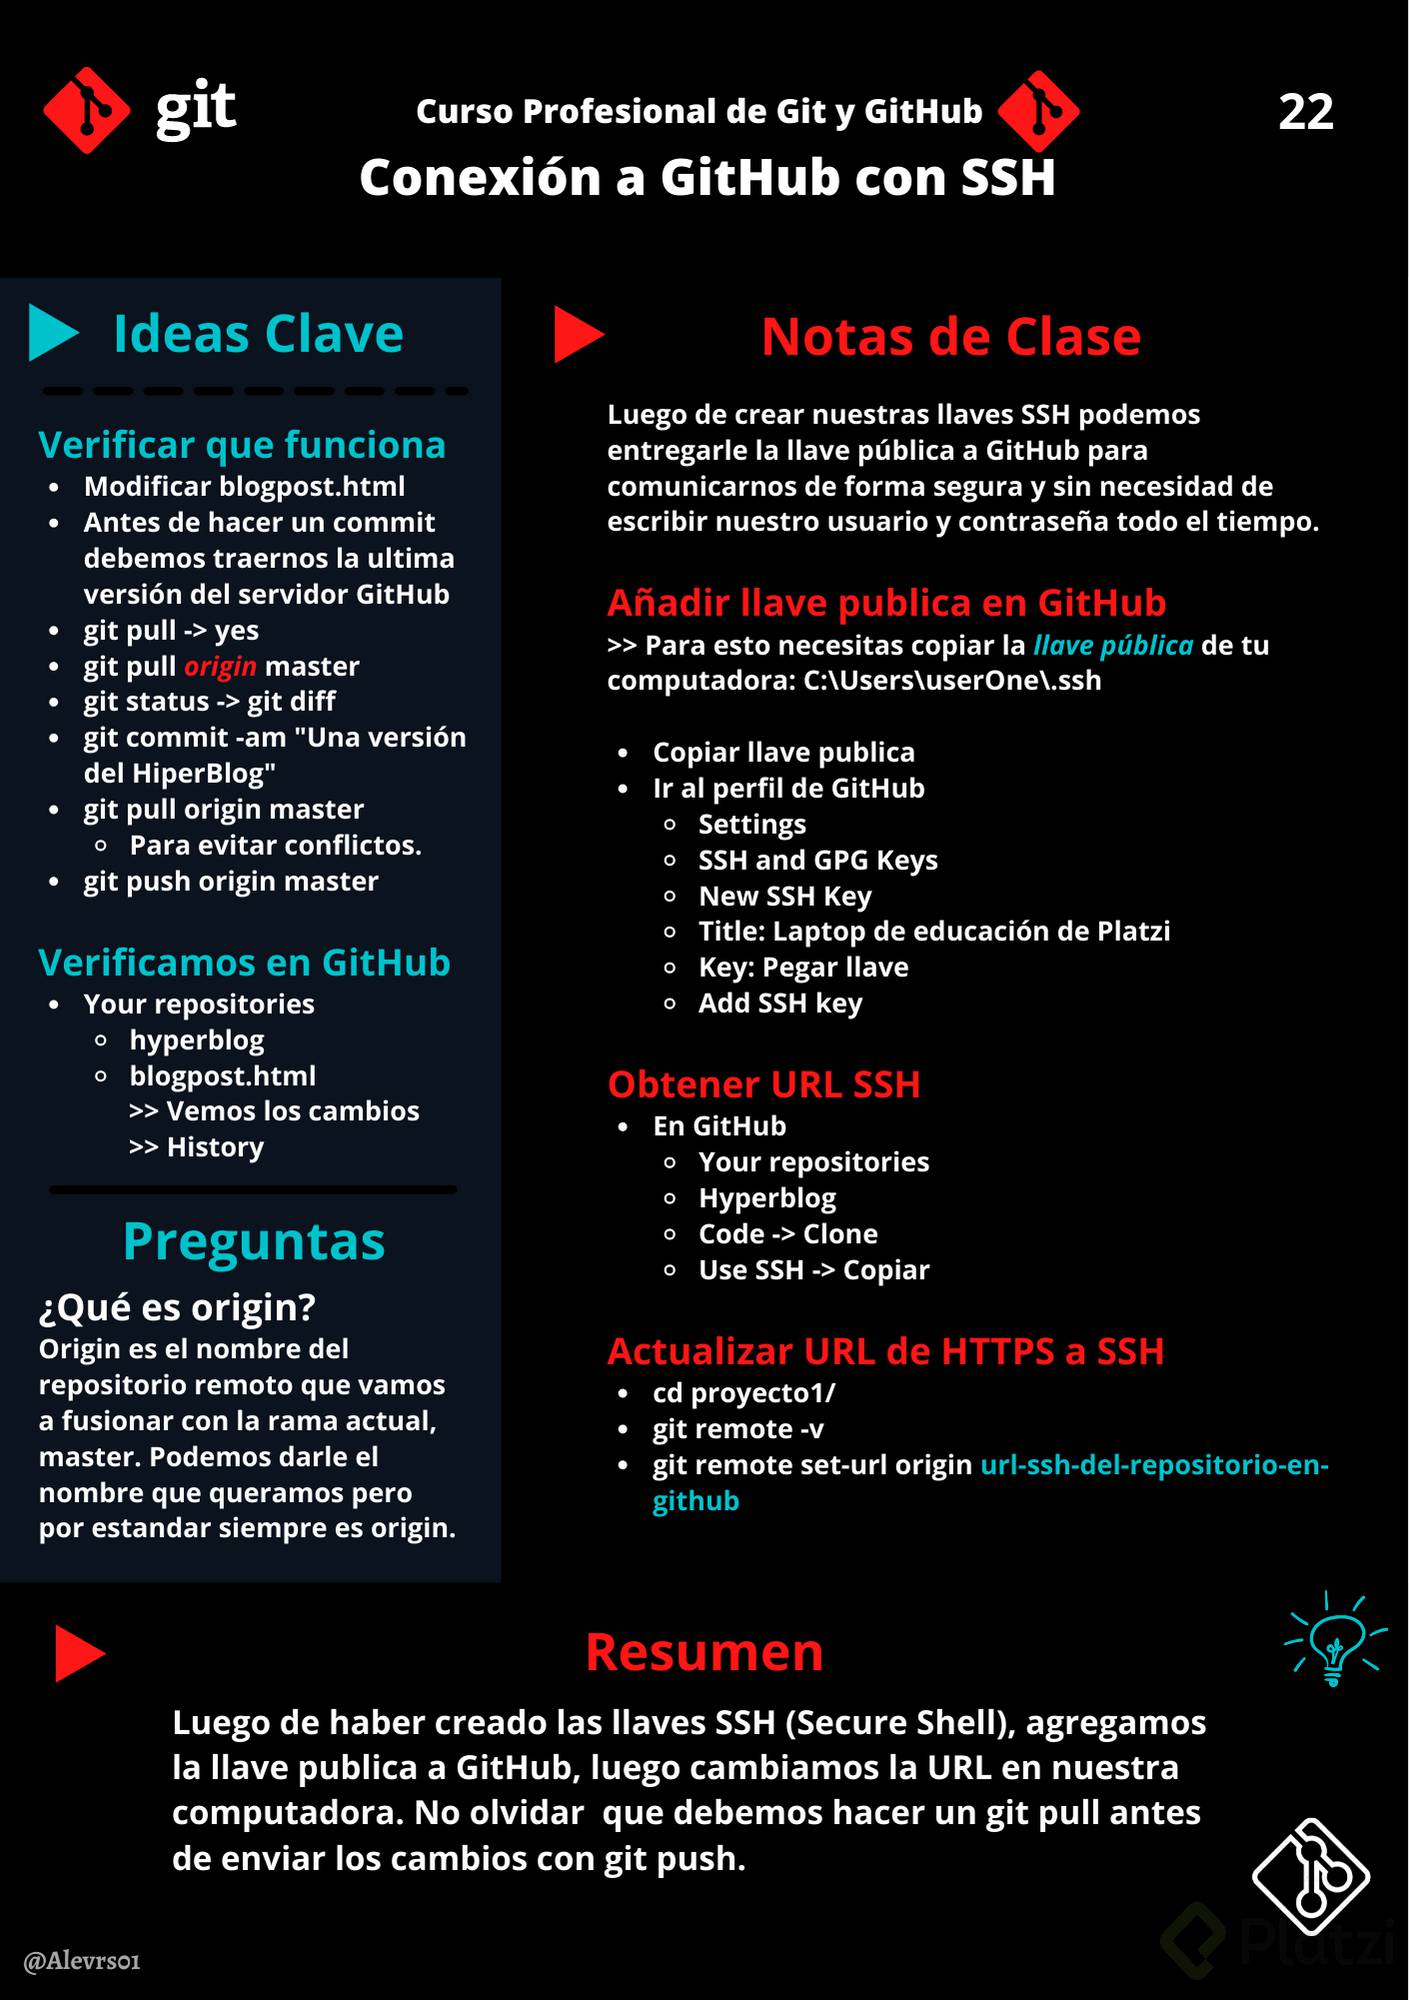 git
Curso Profesional de Git y GitHub
22
Conexión a GitHub con SSH
Ideas Clave
Verificar que funciona
• Modificar blogpost.html
• Antes de hacer un commit
debemos traernos la ultima
versión del servidor GitHub
• git pull -> yes
• git pull origin master
• git status -> git diff
• git commit -am "Una versión
del HiperBlog"
• git pull origin master
◦ Para evitar conflictos.
• git push origin master
Verificamos en GitHub
• Your repositories
◦ hyperblog
◦ blogpost.html
>> Vemos los cambios
>> History
Preguntas
¿Qué es origin?
Origin es el nombre del
repositorio remoto que vamos
a fusionar con la rama actual,
master. Podemos darle el
nombre que queramos pero
por estandar siempre es origin.
Notas de Clase
Luego de crear nuestras llaves SSH podemos
entregarle la llave pública a GitHub para
comunicarnos de forma segura y sin necesidad de
escribir nuestro usuario y contraseña todo el tiempo.
Añadir llave publica en GitHub
>> Para esto necesitas copiar la llave pública de tu
computadora: C:\Users\userOne\.ssh
• Copiar llave publica
• Ir al perfil de GitHub
◦ Settings
◦ SSH and GPG Keys
◦ New SSH Key
◦ Title: Laptop de educación de Platzi
◦ Key: Pegar llave
◦ Add SSH key
Obtener URL SSH
• En GitHub
◦ Your repositories
◦ Hyperblog
◦ Code -> Clone
◦ Use SSH -> Copiar
Actualizar URL de HTTPS a SSH
• cd proyecto1/
• git remote -v
• git remote set-url origin url-ssh-del-repositorio-en-
github
Resumen
Luego de haber creado las llaves SSH (Secure Shell), agregamos
la llave publica a GitHub, luego cambiamos la URL en nuestra
computadora. No olvidar  que debemos hacer un git pull antes
de enviar los cambios con git push.
@Alevrs01
Platzi